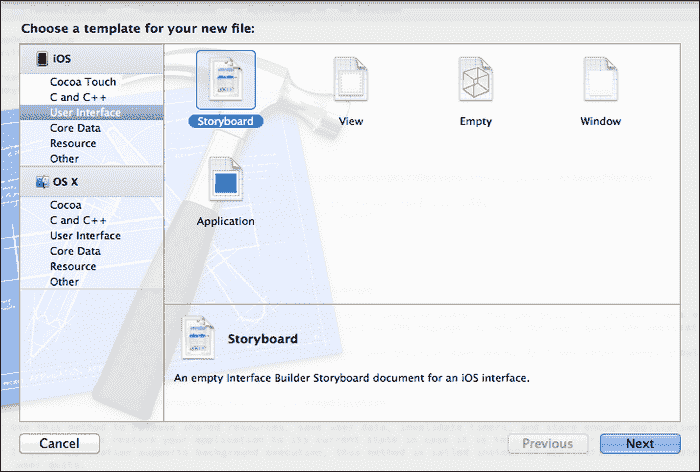 Choose a template for your new file:
iOS
Cocoa Touch
C and C++
User Interface
Core Data
Resource
Other
OS X
Cocoa
C and C++
User Interface
Core Data
Resource
Other
Storyboard
View
Empty
Window
Application
Storyboard
An empty Interface Builder Storyboard document for an iOS interface.
Cancel
Previous
Next